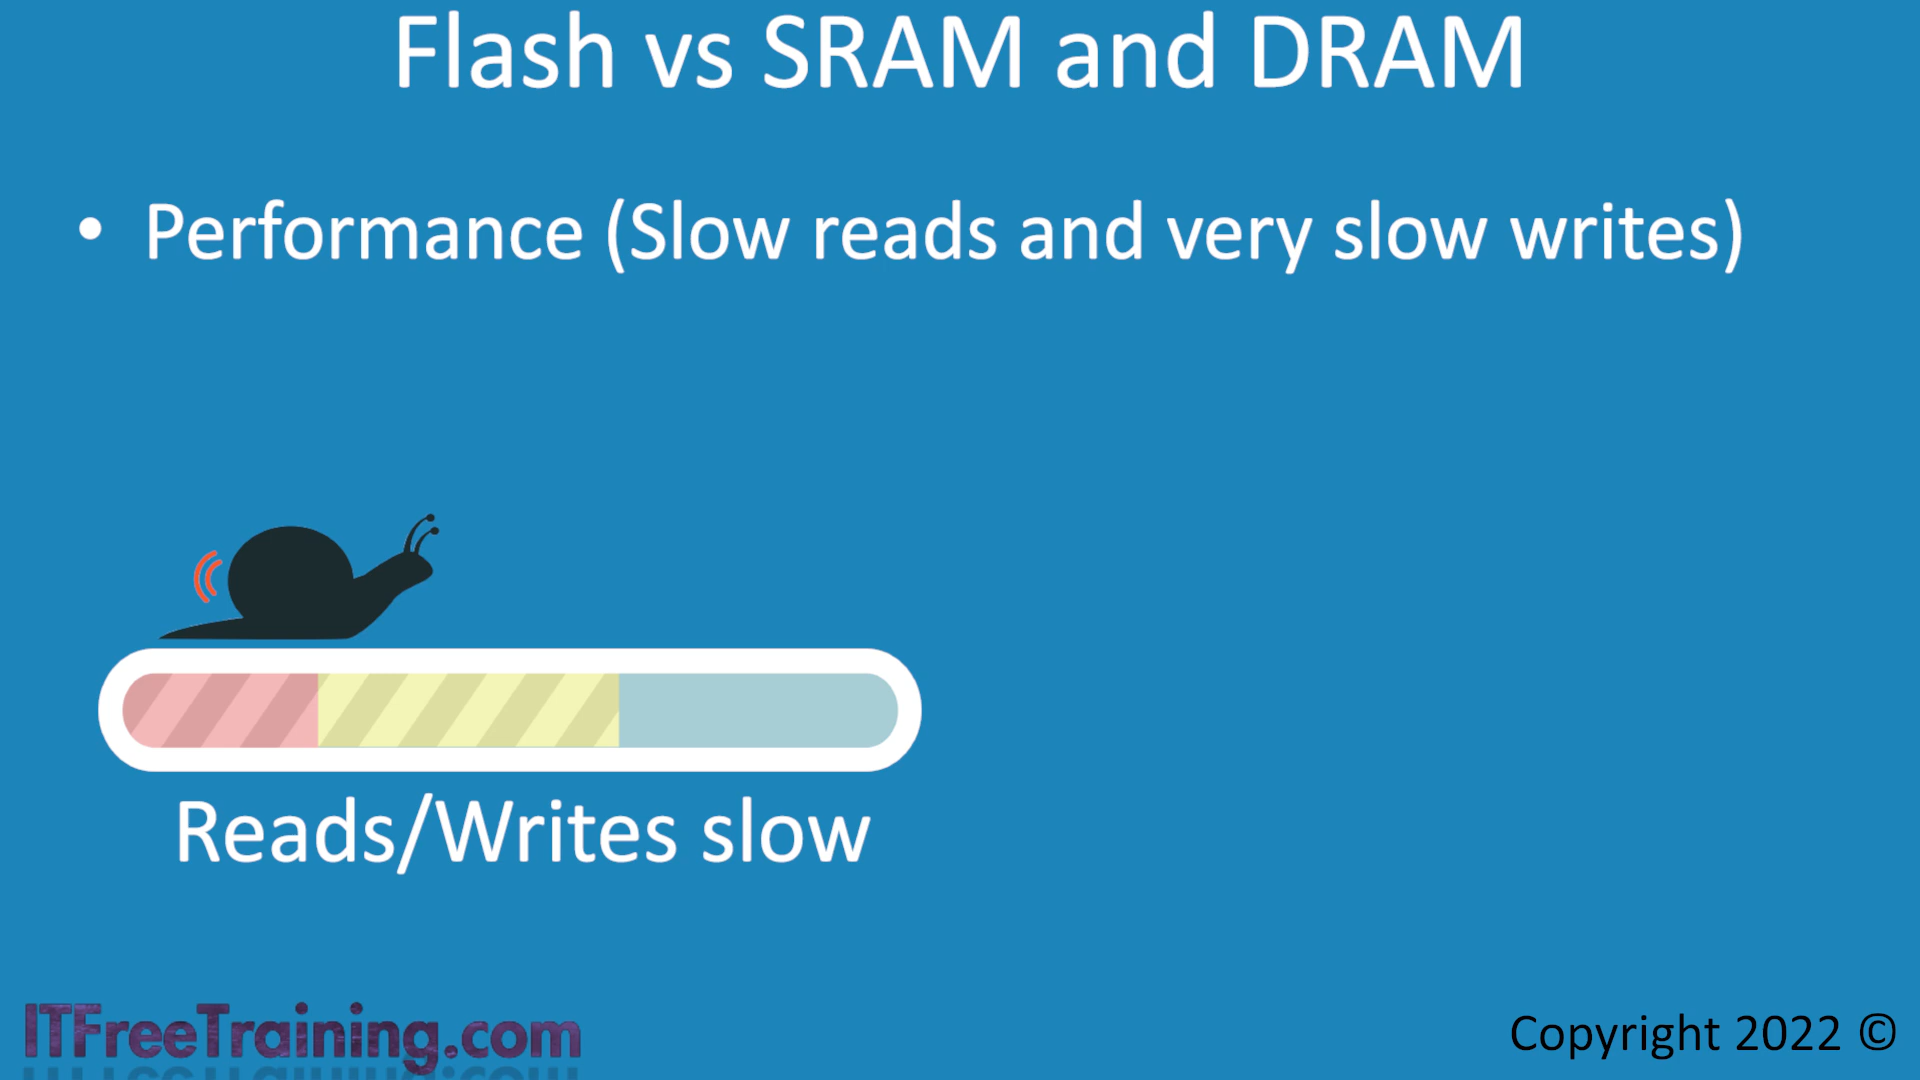 Flash vs SRAM and DRAM
• Performance (Slow reads and very slow writes)
Reads/Writes slow
ITFreeTraining.com
Copyright 2022 ©